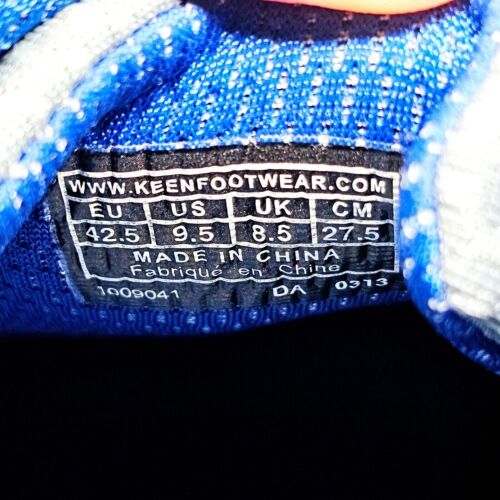 WWW.KEENFOOTWEAR.COM
EU US UK CM
42.5 9.5 8.5 27.5
MADE IN CHINA
Fabriqué en Chine
1009041 DA 0313